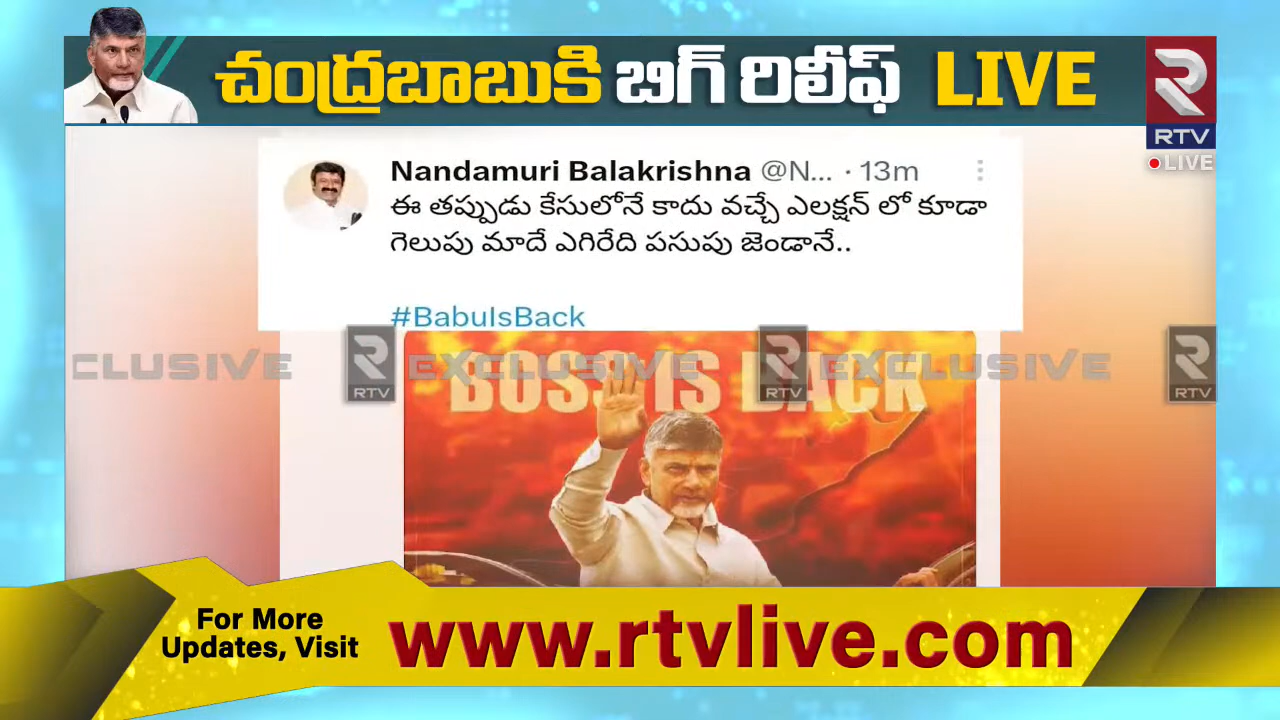 చంద్రబాబుకి బిగ్ రిలీఫ్ LIVE
RTV
LIVE
Nandamuri Balakrishna @N... · 13m
ఈ తప్పుడు కేసులోనే కాదు వచ్చే ఎలక్షన్ లో కూడా
గెలుపు మాదే ఎగిరేది పసుపు జెండానే..
#BabuIsBack
CLUSIVE RTV EXCLUSIVE RTV EXCLUSIVE RTV
BOSS IS BACK
For More
Updates, Visit
www.rtvlive.com